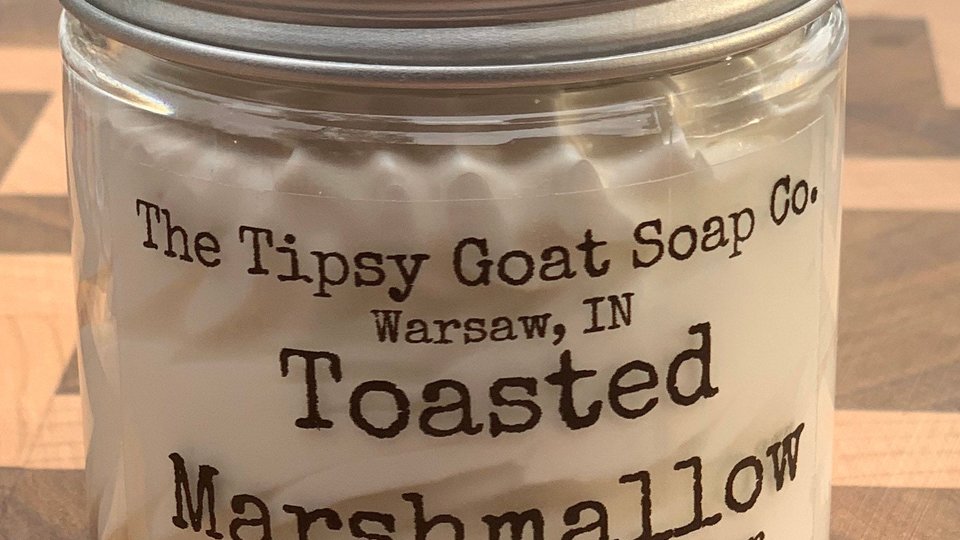 The Tipsy Goat Soap Co.
Warsaw, IN
Toasted
Marshmallow